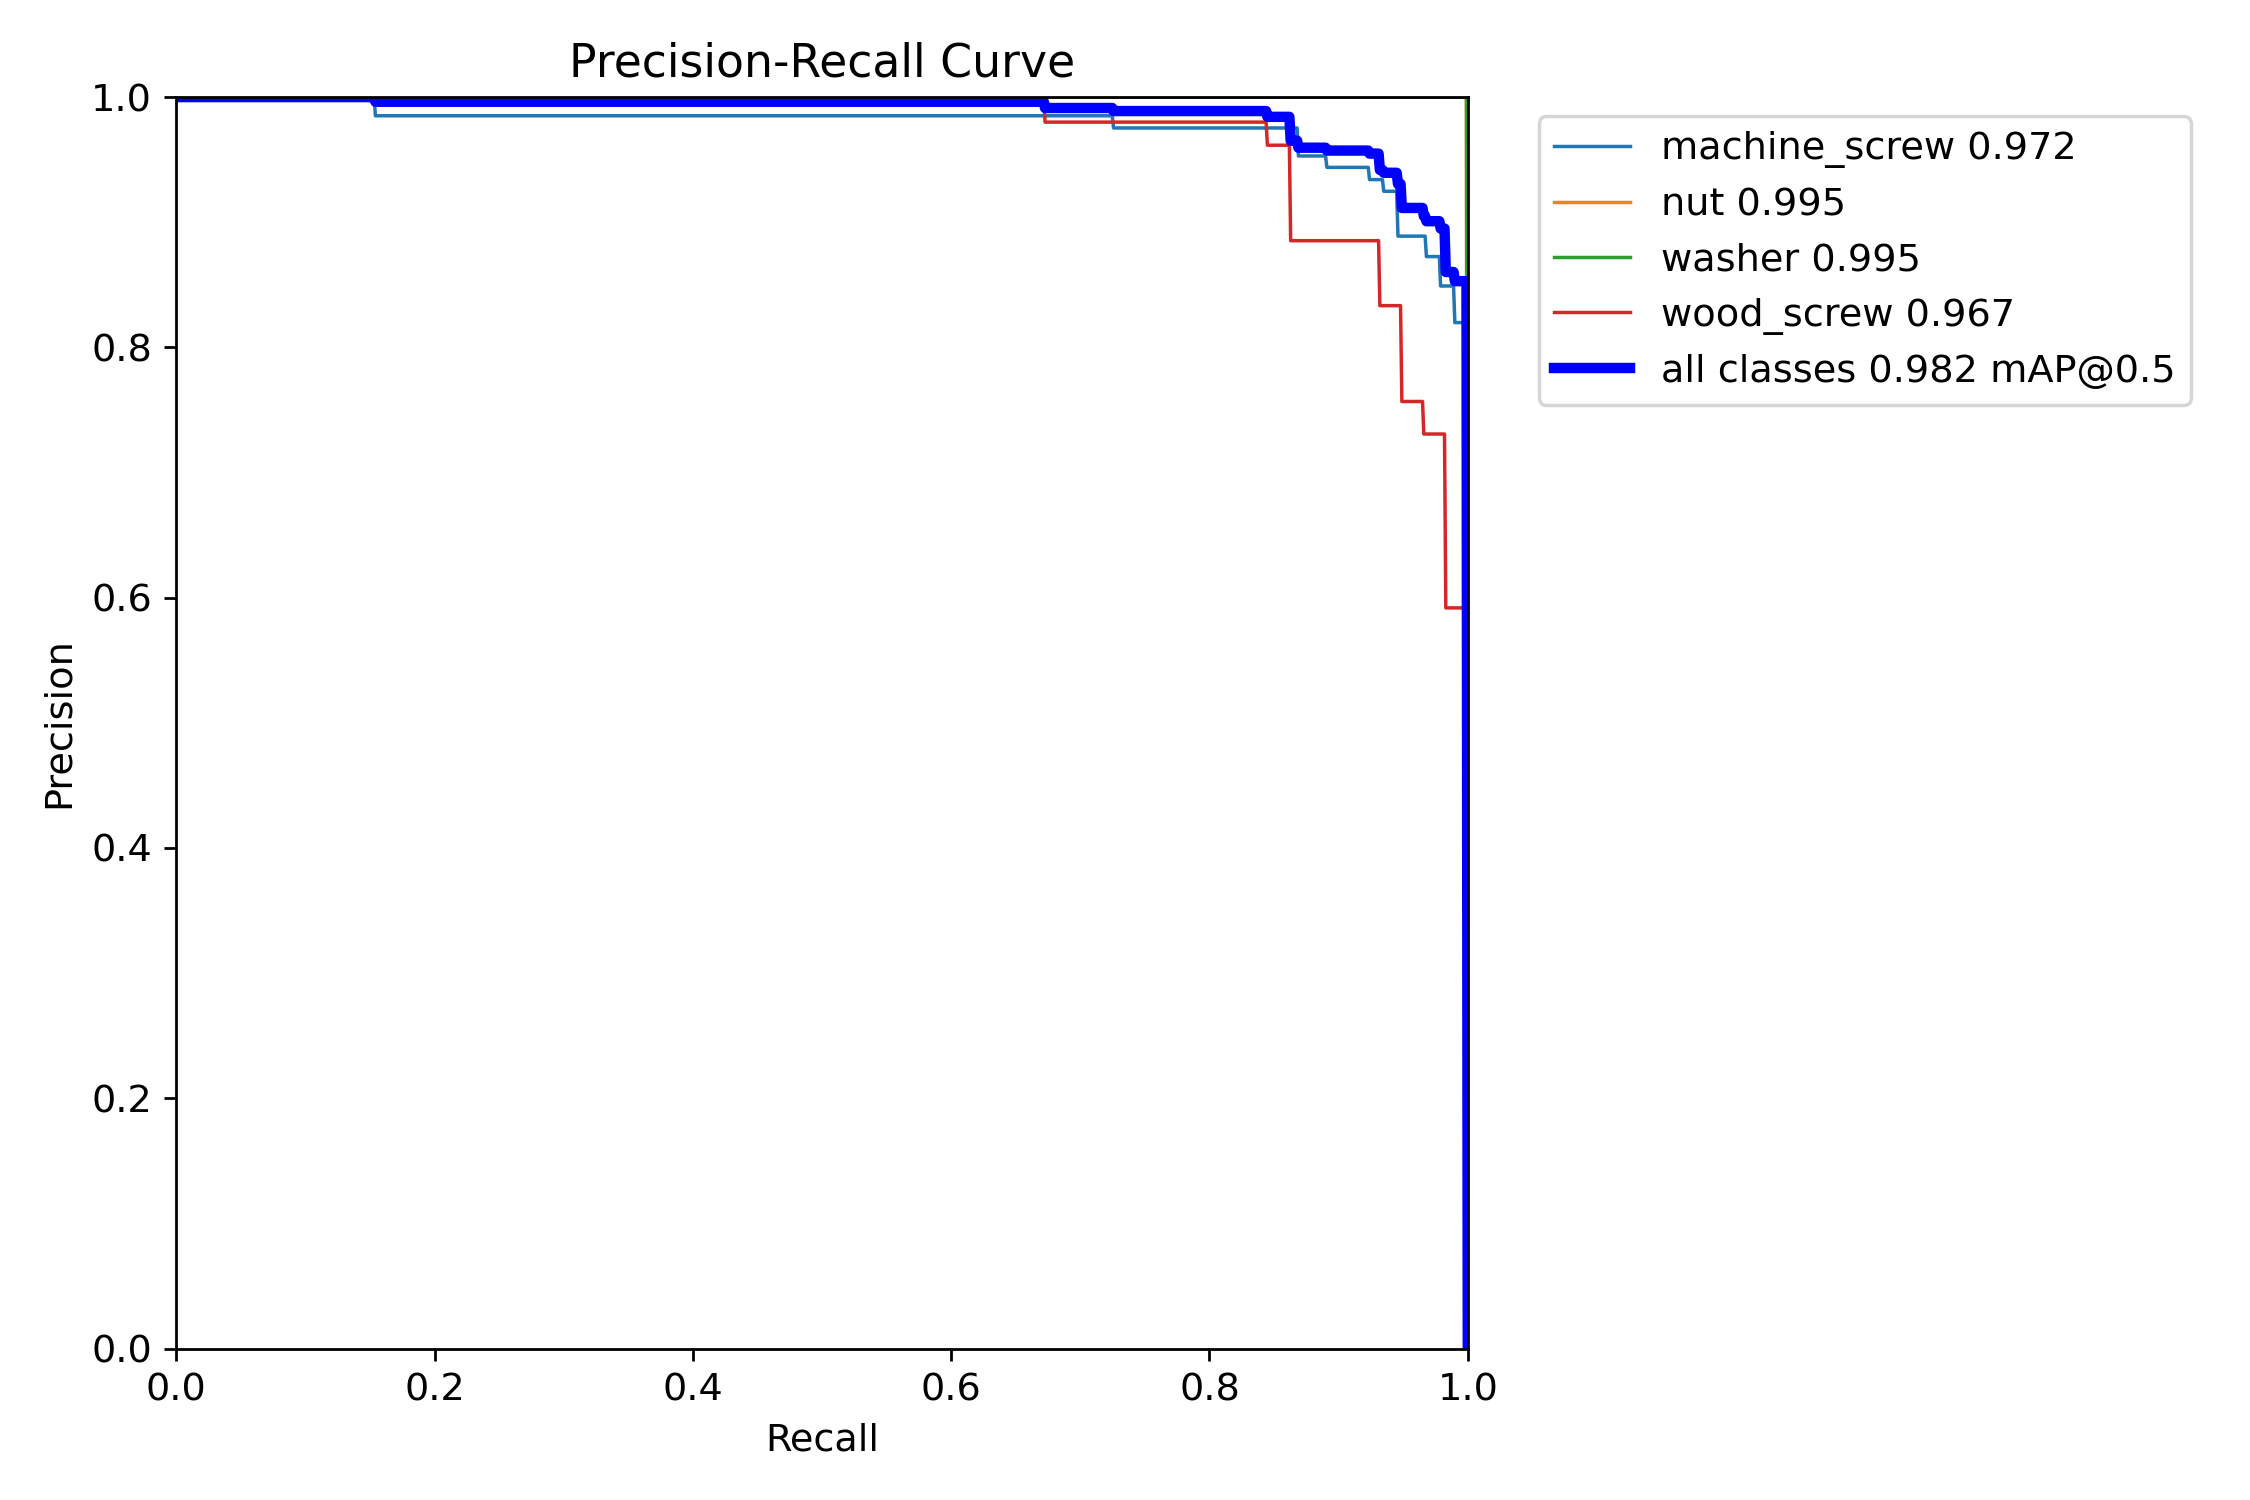 Precision-Recall Curve
1.0
0.8
0.6
0.4
0.2
0.0
Precision
0.0 0.2 0.4 0.6 0.8 1.0
Recall
machine_screw 0.972
nut 0.995
washer 0.995
wood_screw 0.967
all classes 0.982 mAP@0.5